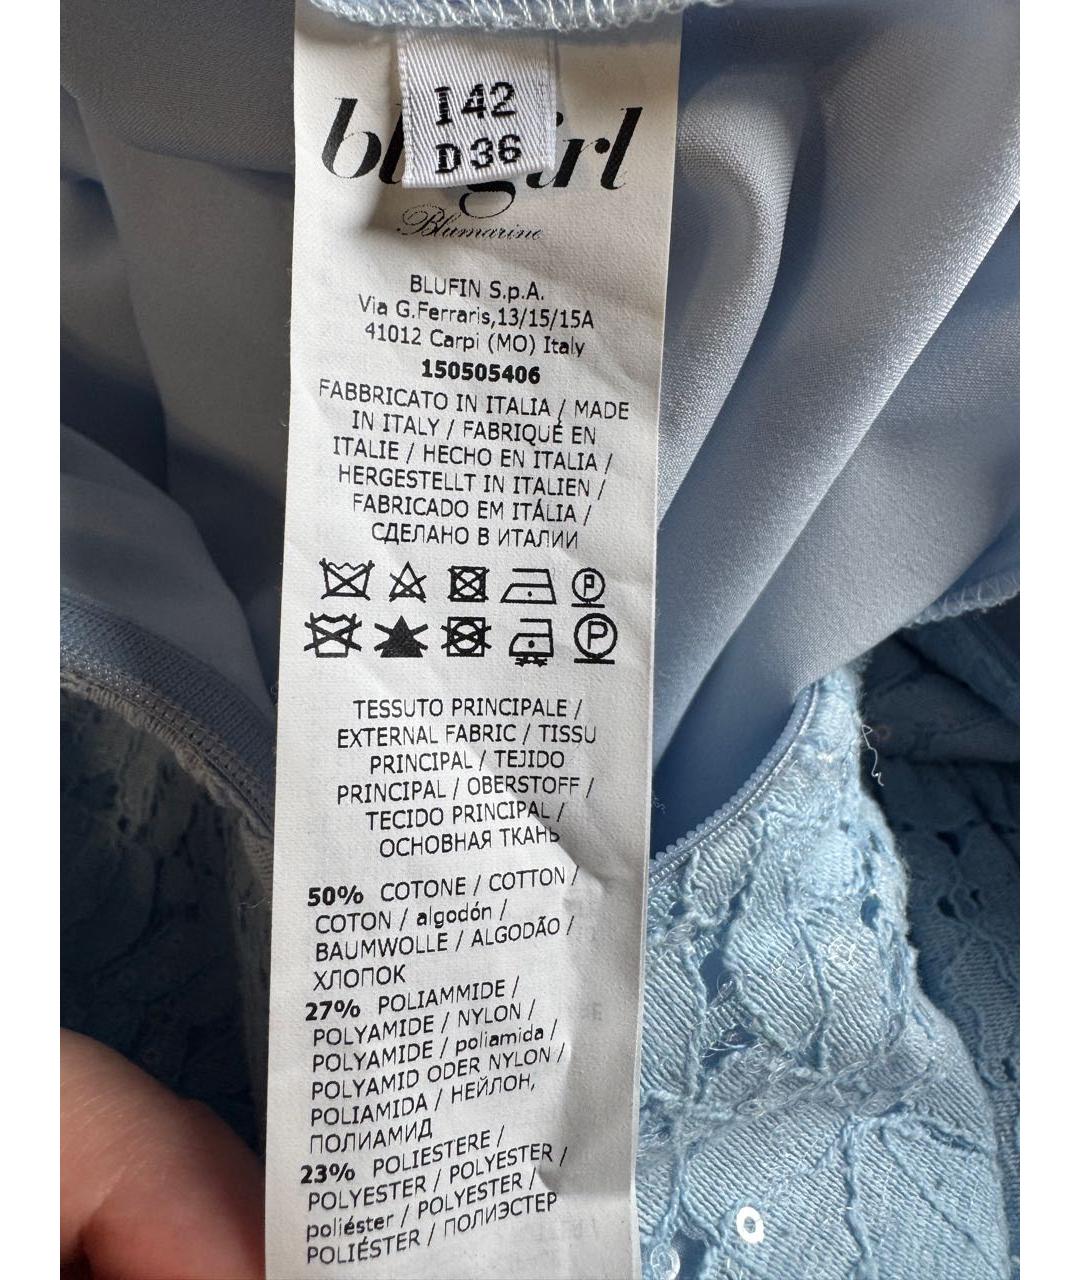 I 42
D 36
Blumarine
BLUFIN S.p.A.
Via G.Ferraris,13/15/15A
41012 Carpi (MO) Italy
150505406
FABBRICATO IN ITALIA / MADE
IN ITALY / FABRIQUÉ EN
ITALIE / HECHO EN ITALIA /
HERGESTELLT IN ITALIEN /
FABRICADO EM ITÁLIA /
СДЕЛАНО В ИТАЛИИ
P
P
TESSUTO PRINCIPALE /
EXTERNAL FABRIC / TISSU
PRINCIPAL / TEJIDO
PRINCIPAL / OBERSTOFF /
TECIDO PRINCIPAL /
ОСНОВНАЯ ТКАНЬ
50% COTONE / COTTON /
COTON / algodón /
BAUMWOLLE / ALGODÃO /
ХЛОПОК
27% POLIAMMIDE /
POLYAMIDE / NYLON /
POLYAMIDE / poliamida /
POLYAMID ODER NYLON /
POLIAMIDA / НЕЙЛОН,
ПОЛИАМИД
23% POLIESTERE /
POLYESTER / POLYESTER /
poliéster / POLYESTER /
POLIÉSTER / ПОЛИЭСТЕР